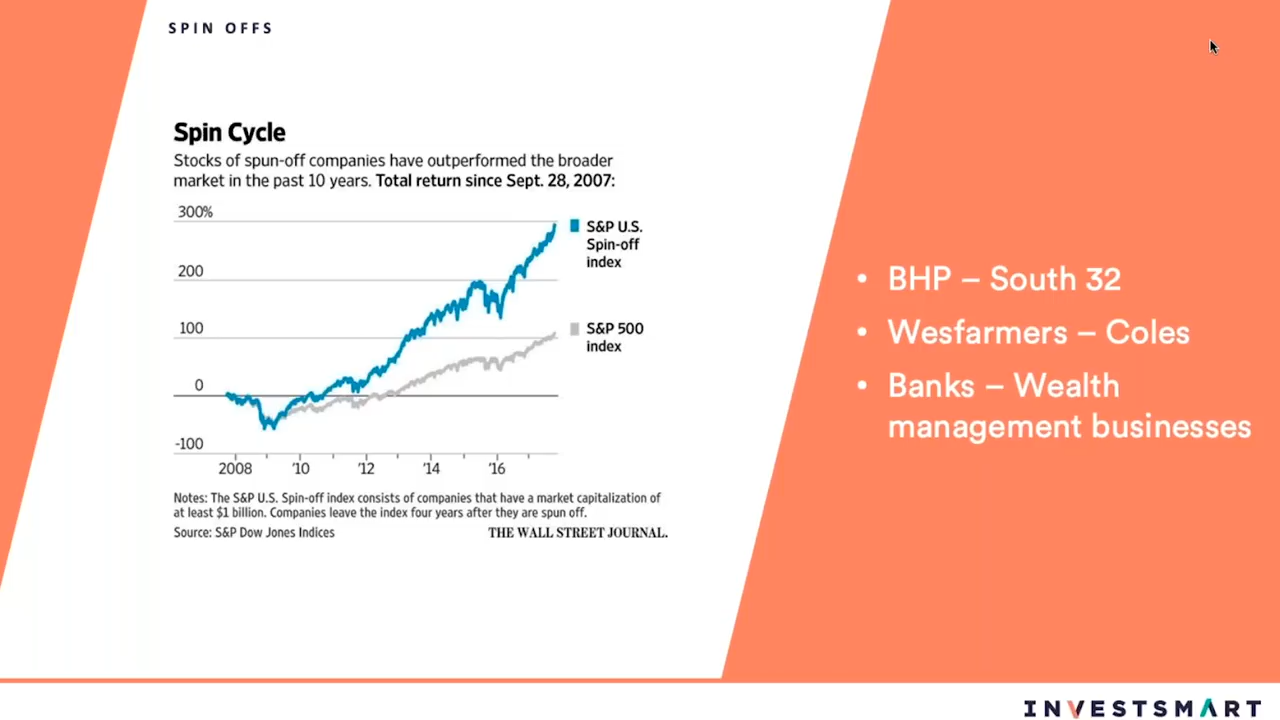 SPIN OFFS
Spin Cycle
Stocks of spun-off companies have outperformed the broader
market in the past 10 years. Total return since Sept. 28, 2007:
300%
200
100
0
-100
2008 '10 '12 '14 '16
S&P U.S.
Spin-off
index
S&P 500
index
Notes: The S&P U.S. Spin-off index consists of companies that have a market capitalization of
at least $1 billion. Companies leave the index four years after they are spun off.
Source: S&P Dow Jones Indices
THE WALL STREET JOURNAL.
• BHP – South 32
• Wesfarmers – Coles
• Banks – Wealth
management businesses
INVESTSMART